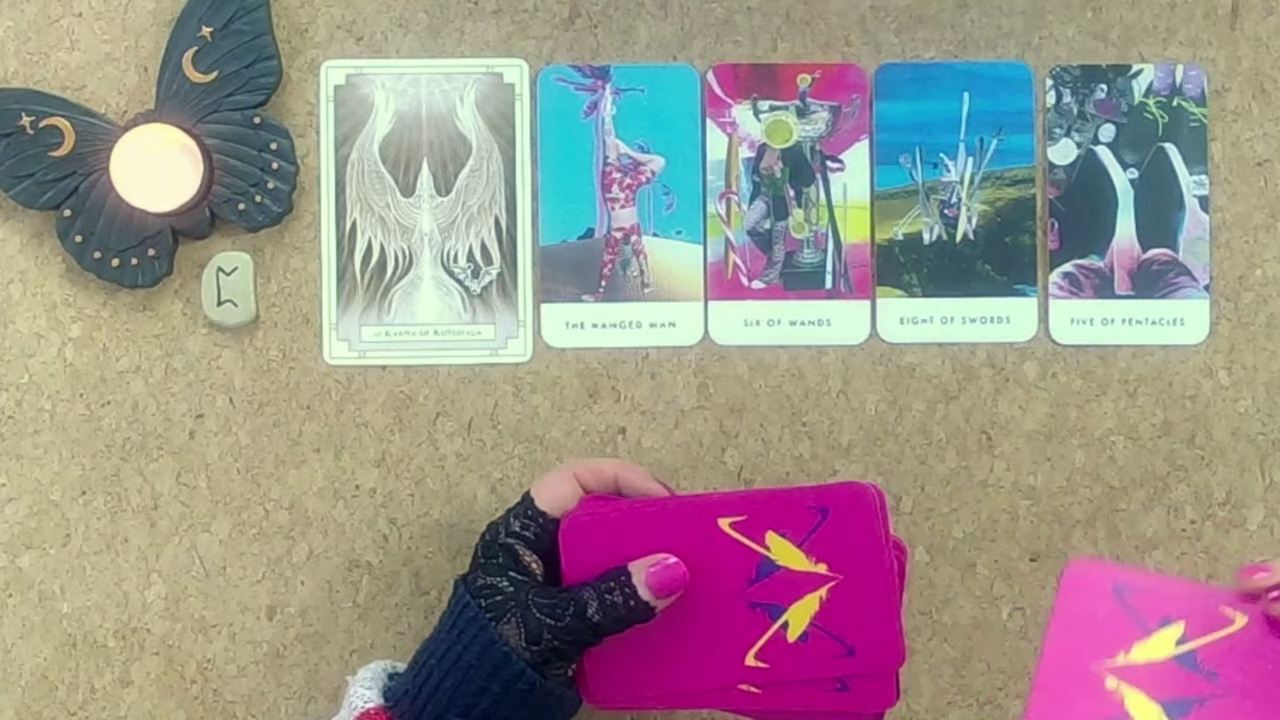 THE HANGED MAN
SIX OF WANDS
EIGHT OF SWORDS
FIVE OF PENTACLES